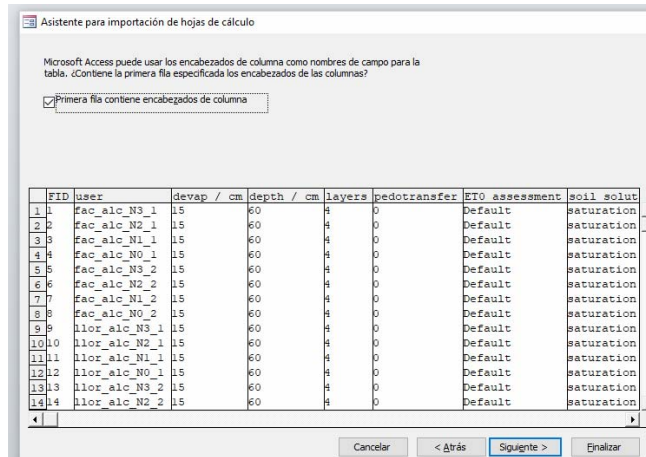 Asistente para importación de hojas de cálculo
Microsoft Access puede usar los encabezados de columna como nombres de campo para la
tabla. ¿Contiene la primera fila especificada los encabezados de las columnas?
Primera fila contiene encabezados de columna
FID user devap / cm depth / cm layers pedotransfer ET0 assessment soil solut
1 1 fac_alc_N3_1 15 60 4 0 Default saturation
2 2 fac_alc_N2_1 15 60 4 0 Default saturation
3 3 fac_alc_N1_1 15 60 4 0 Default saturation
4 4 fac_alc_N0_1 15 60 4 0 Default saturation
5 5 fac_alc_N3_2 15 60 4 0 Default saturation
6 6 fac_alc_N2_2 15 60 4 0 Default saturation
7 7 fac_alc_N1_2 15 60 4 0 Default saturation
8 8 fac_alc_N0_2 15 60 4 0 Default saturation
9 9 llor_alc_N3_1 15 60 4 0 Default saturation
10 10 llor_alc_N2_1 15 60 4 0 Default saturation
11 11 llor_alc_N1_1 15 60 4 0 Default saturation
12 12 llor_alc_N0_1 15 60 4 0 Default saturation
13 13 llor_alc_N3_2 15 60 4 0 Default saturation
14 14 llor_alc_N2_2 15 60 4 0 Default saturation
Cancelar < Atrás Siguiente > Finalizar